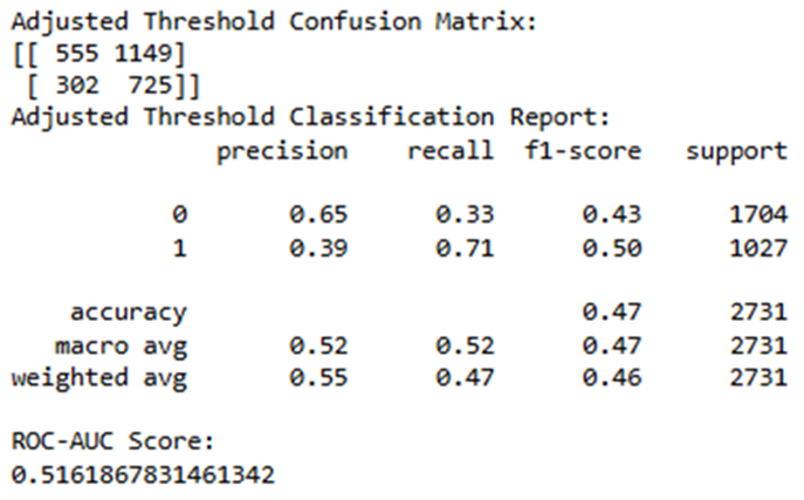 Adjusted Threshold Confusion Matrix:
[[ 555 1149]
 [ 302  725]]
Adjusted Threshold Classification Report:
              precision    recall  f1-score   support

           0       0.65      0.33      0.43      1704
           1       0.39      0.71      0.50      1027

    accuracy                           0.47      2731
   macro avg       0.52      0.52      0.47      2731
weighted avg       0.55      0.47      0.46      2731

ROC-AUC Score:
0.5161867831461342